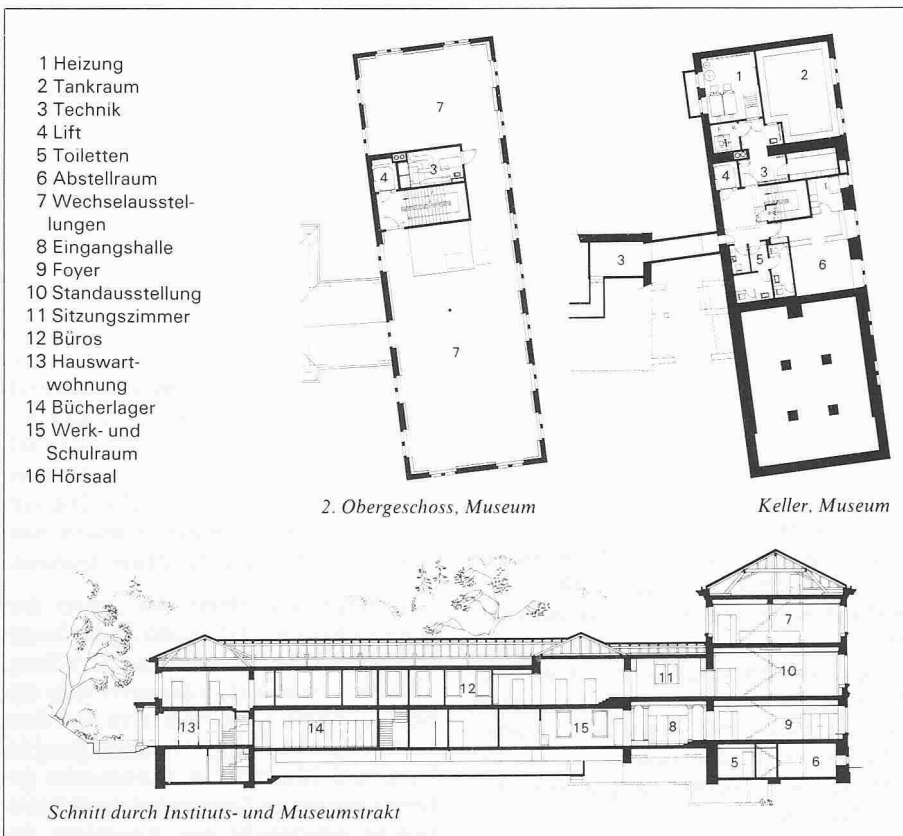 1 Heizung
2 Tankraum
3 Technik
4 Lift
5 Toiletten
6 Abstellraum
7 Wechselausstel-
lungen
8 Eingangshalle
9 Foyer
10 Standausstellung
11 Sitzungszimmer
12 Büros
13 Hauswart-
wohnung
14 Bücherlager
15 Werk- und
Schulraum
16 Hörsaal
7
4
3
7
2. Obergeschoss, Museum
1
2
4
3
3
5
6
Keller, Museum
7
12
11
10
13
14
15
8
9
5
6
Schnitt durch Instituts- und Museumstrakt